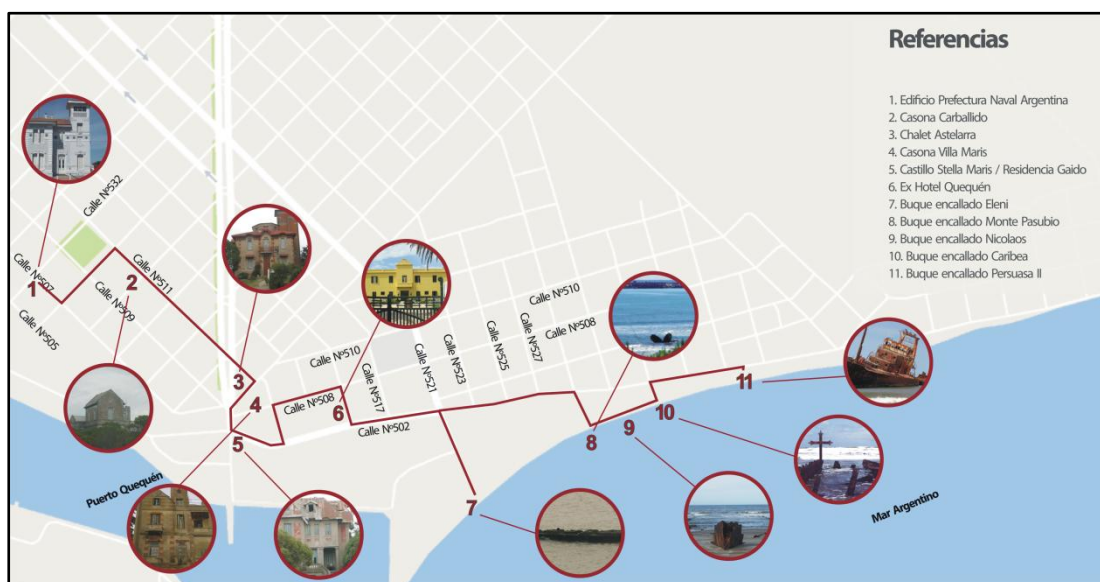 Referencias
1. Edificio Prefectura Naval Argentina
2. Casona Carballido
3. Chalet Astelarra
4. Casona Villa Maris
5. Castillo Stella Maris / Residencia Gaido
6. Ex Hotel Quequén
7. Buque encallado Eleni
8. Buque encallado Monte Pasubio
9. Buque encallado Nicolaos
10. Buque encallado Caribea
11. Buque encallado Persuasa II
Calle Nº532
Calle Nº507
1
2
Calle Nº511
Calle Nº509
Calle Nº505
3
4
5
Calle Nº510
Calle Nº508
6
Calle Nº517
Calle Nº502
Calle Nº521
Calle Nº523
Calle Nº525
Calle Nº527
Calle Nº510
Calle Nº508
7
8
9
10
11
Puerto Quequén
Mar Argentino